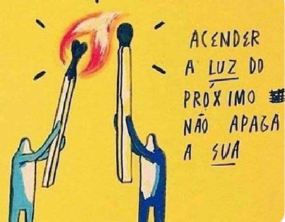 ACENDER
A LUZ DO
PRÓXIMO
NÃO APAGA
A SUA